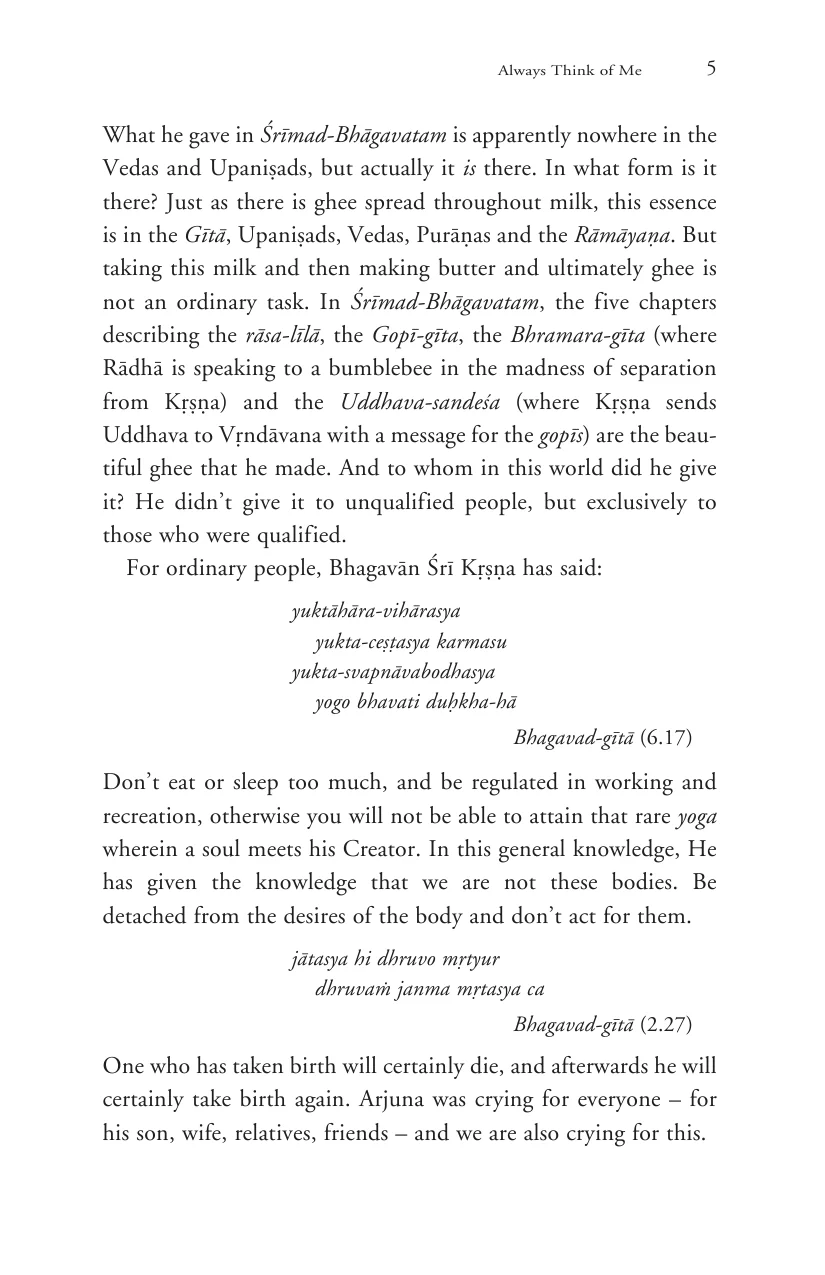 Always Think of Me 5
What he gave in Śrīmad-Bhāgavatam is apparently nowhere in the
Vedas and Upaniṣads, but actually it is there. In what form is it
there? Just as there is ghee spread throughout milk, this essence
is in the Gītā, Upaniṣads, Vedas, Purāṇas and the Rāmāyaṇa. But
taking this milk and then making butter and ultimately ghee is
not an ordinary task. In Śrīmad-Bhāgavatam, the five chapters
describing the rāsa-līlā, the Gopī-gīta, the Bhramara-gīta (where
Rādhā is speaking to a bumblebee in the madness of separation
from Kṛṣṇa) and the Uddhava-sandeśa (where Kṛṣṇa sends
Uddhava to Vṛndāvana with a message for the gopīs) are the beau-
tiful ghee that he made. And to whom in this world did he give
it? He didn’t give it to unqualified people, but exclusively to
those who were qualified.
For ordinary people, Bhagavān Śrī Kṛṣṇa has said:
yuktāhāra-vihārasya
yukta-ceṣṭasya karmasu
yukta-svapnāvabodhasya
yogo bhavati duḥkha-hā
Bhagavad-gītā (6.17)
Don’t eat or sleep too much, and be regulated in working and
recreation, otherwise you will not be able to attain that rare yoga
wherein a soul meets his Creator. In this general knowledge, He
has given the knowledge that we are not these bodies. Be
detached from the desires of the body and don’t act for them.
jātasya hi dhruvo mṛtyur
dhruvaṁ janma mṛtasya ca
Bhagavad-gītā (2.27)
One who has taken birth will certainly die, and afterwards he will
certainly take birth again. Arjuna was crying for everyone – for
his son, wife, relatives, friends – and we are also crying for this.